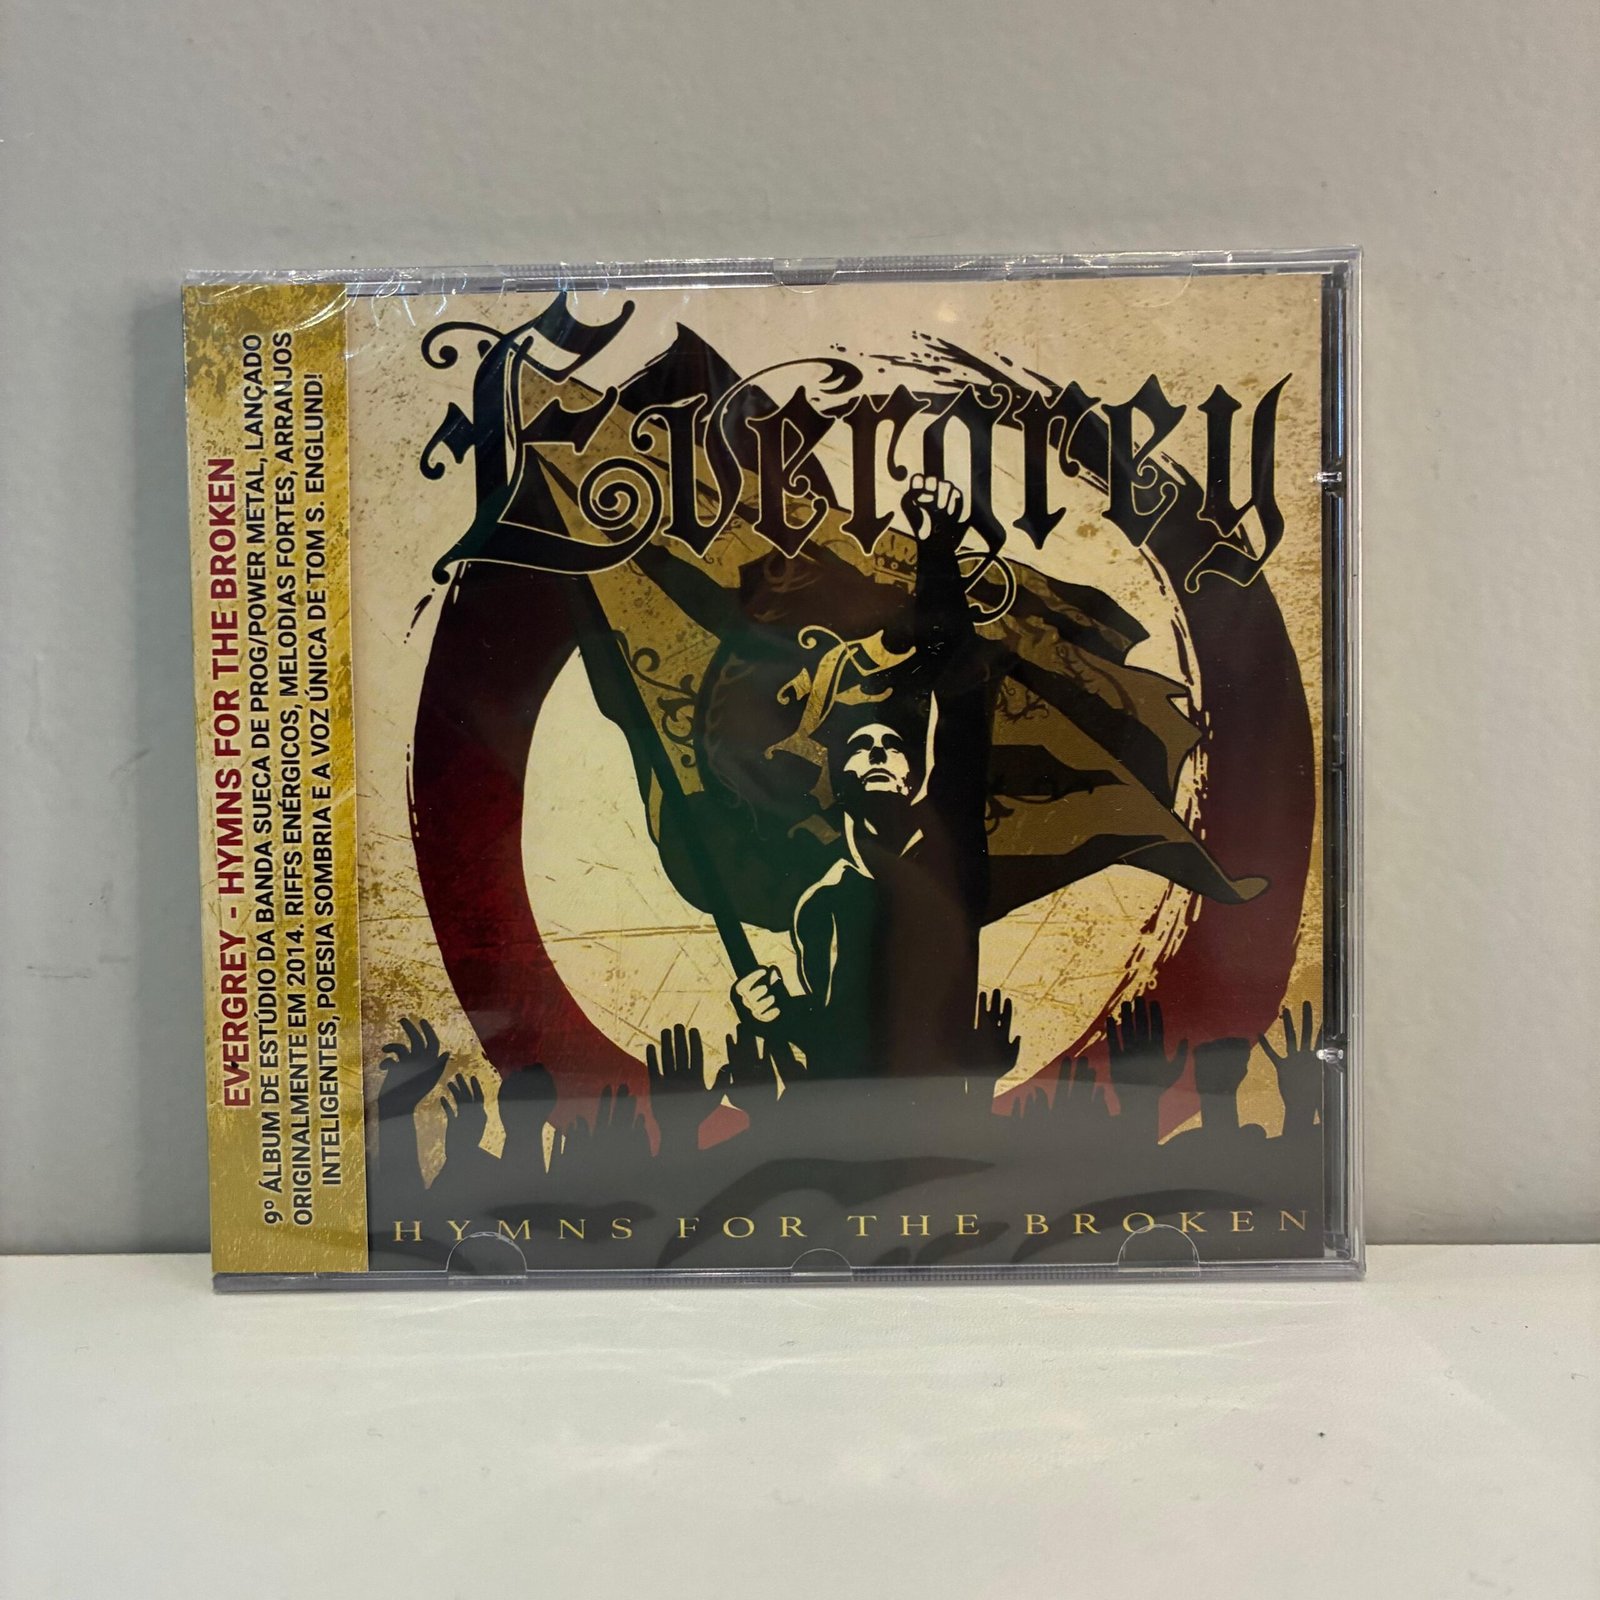 EVERGREY - HYMNS FOR THE BROKEN
9º ÁLBUM DE ESTÚDIO DA BANDA SUECA DE PROG/POWER METAL, LANÇADO
ORIGINALMENTE EM 2014. RIFFS ENÉRGICOS, MELODIAS FORTES, ARRANJOS
INTELIGENTES, POESIA SOMBRIA E A VOZ ÚNICA DE TOM S. ENGLUND!
Evergrey
E
HYMNS FOR THE BROKEN